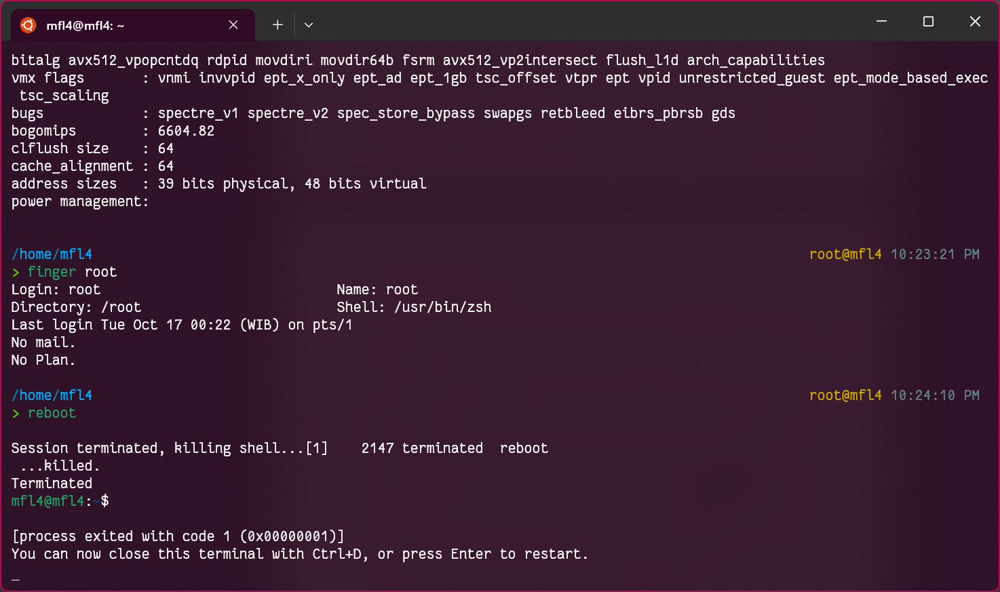 mfl4@mfl4: ~
bitalg avx512_vpopcntdq rdpid movdiri movdir64b fsrm avx512_vp2intersect flush_l1d arch_capabilities
vmx flags       : vnmi invvpid ept_x_only ept_ad ept_1gb tsc_offset vtpr ept vpid unrestricted_guest ept_mode_based_exec
 tsc_scaling
bugs            : spectre_v1 spectre_v2 spec_store_bypass swapgs retbleed eibrs_pbrsb gds
bogomips        : 6604.82
clflush size    : 64
cache_alignment : 64
address sizes   : 39 bits physical, 48 bits virtual
power management:
/home/mfl4 root@mfl4 10:23:21 PM
> finger root
Login: root                             Name: root
Directory: /root                        Shell: /usr/bin/zsh
Last login Tue Oct 17 00:22 (WIB) on pts/1
No mail.
No Plan.
/home/mfl4 root@mfl4 10:24:10 PM
> reboot
Session terminated, killing shell...[1]    2147 terminated  reboot
 ...killed.
Terminated
mfl4@mfl4:~$
[process exited with code 1 (0x00000001)]
You can now close this terminal with Ctrl+D, or press Enter to restart.